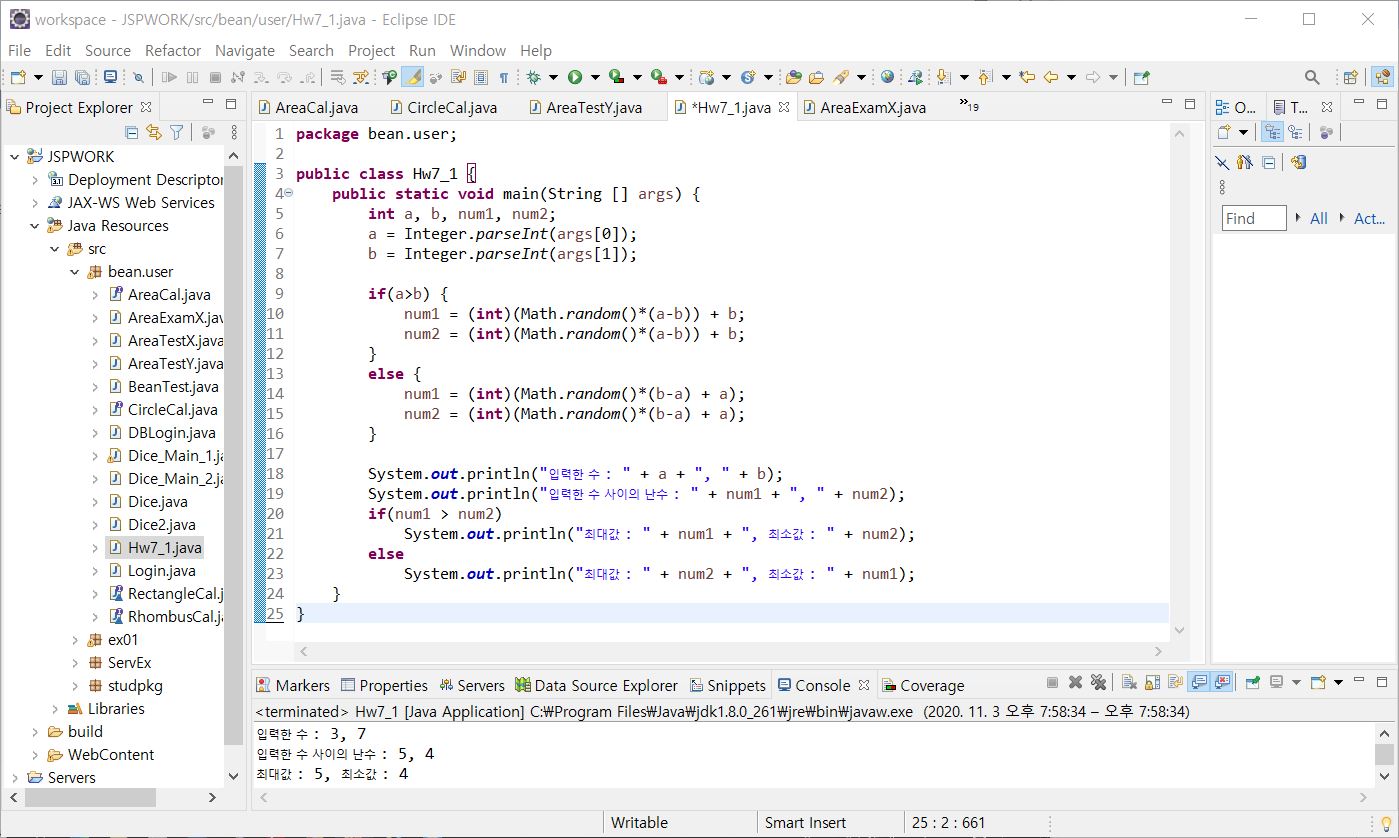 workspace - JSPWORK/src/bean/user/Hw7_1.java - Eclipse IDE
File Edit Source Refactor Navigate Search Project Run Window Help
Project Explorer
JSPWORK
Deployment Descriptor
JAX-WS Web Services
Java Resources
src
bean.user
AreaCal.java
AreaExamX.jav
AreaTestX.java
AreaTestY.java
BeanTest.java
CircleCal.java
DBLogin.java
Dice_Main_1.ja
Dice_Main_2.ja
Dice.java
Dice2.java
Hw7_1.java
Login.java
RectangleCal.j
RhombusCal.ja
ex01
ServEx
studpkg
Libraries
build
WebContent
Servers
AreaCal.java CircleCal.java AreaTestY.java *Hw7_1.java AreaExamX.java »19
1 package bean.user;
2
3 public class Hw7_1 {
4 public static void main(String [] args) {
5 int a, b, num1, num2;
6 a = Integer.parseInt(args[0]);
7 b = Integer.parseInt(args[1]);
8
9 if(a>b) {
10 num1 = (int)(Math.random()*(a-b)) + b;
11 num2 = (int)(Math.random()*(a-b)) + b;
12 }
13 else {
14 num1 = (int)(Math.random()*(b-a) + a);
15 num2 = (int)(Math.random()*(b-a) + a);
16 }
17
18 System.out.println("입력한 수 : " + a + ", " + b);
19 System.out.println("입력한 수 사이의 난수 : " + num1 + ", " + num2);
20 if(num1 > num2)
21 System.out.println("최대값 : " + num1 + ", 최소값 : " + num2);
22 else
23 System.out.println("최대값 : " + num2 + ", 최소값 : " + num1);
24 }
25 }
O... T...
Find All Act...
Markers Properties Servers Data Source Explorer Snippets Console Coverage
<terminated> Hw7_1 [Java Application] C:₩Program Files₩Java₩jdk1.8.0_261₩jre₩bin₩javaw.exe (2020. 11. 3 오후 7:58:34 – 오후 7:58:34)
입력한 수 : 3, 7
입력한 수 사이의 난수 : 5, 4
최대값 : 5, 최소값 : 4
Writable Smart Insert 25 : 2 : 661